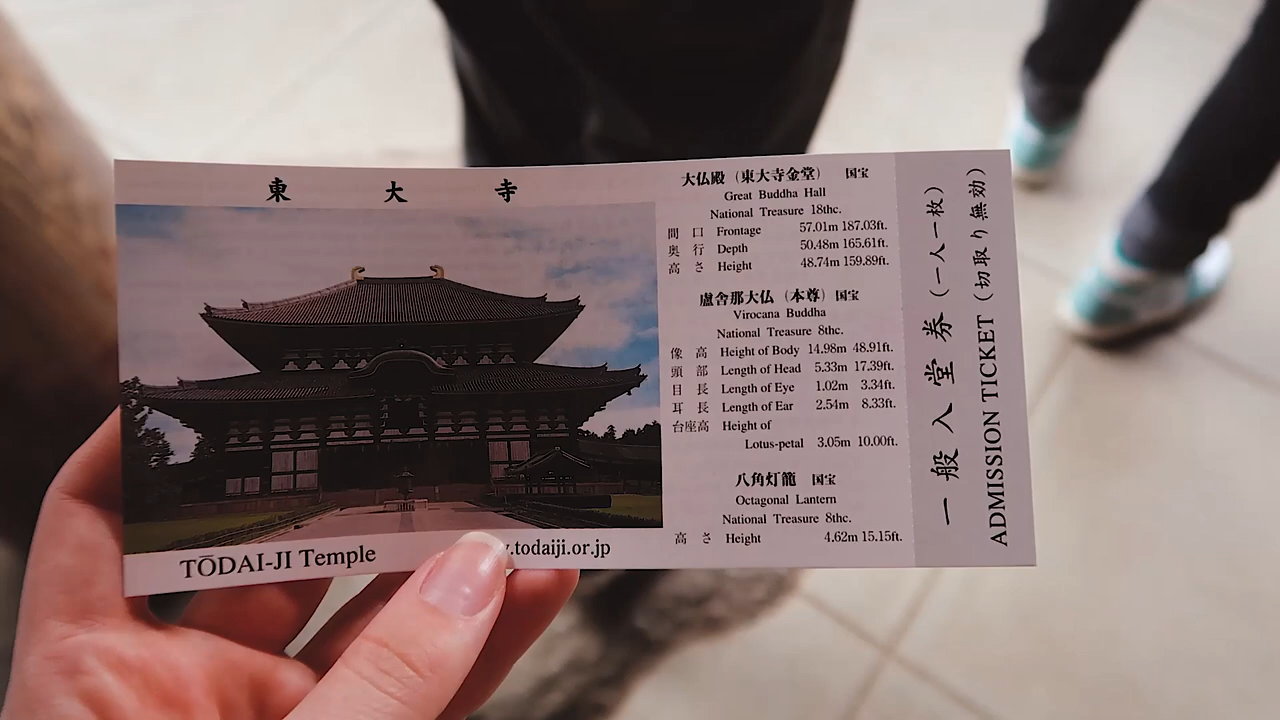 東 大 寺
TŌDAI-JI Temple
.todaiji.or.jp
大仏殿（東大寺金堂） 国宝
Great Buddha Hall
National Treasure 18thc.
間 口 Frontage 57.01m 187.03ft.
奥 行 Depth 50.48m 165.61ft.
高 さ Height 48.74m 159.89ft.
盧舎那大仏（本尊）国宝
Virocana Buddha
National Treasure 8thc.
像 高 Height of Body 14.98m 48.91ft.
頭 部 Length of Head 5.33m 17.39ft.
目 長 Length of Eye 1.02m 3.34ft.
耳 長 Length of Ear 2.54m 8.33ft.
台座高 Height of
Lotus-petal 3.05m 10.00ft.
八角灯籠 国宝
Octagonal Lantern
National Treasure 8thc.
高 さ Height 4.62m 15.15ft.
一般入堂券（一人一枚）
ADMISSION TICKET（切取り無効）